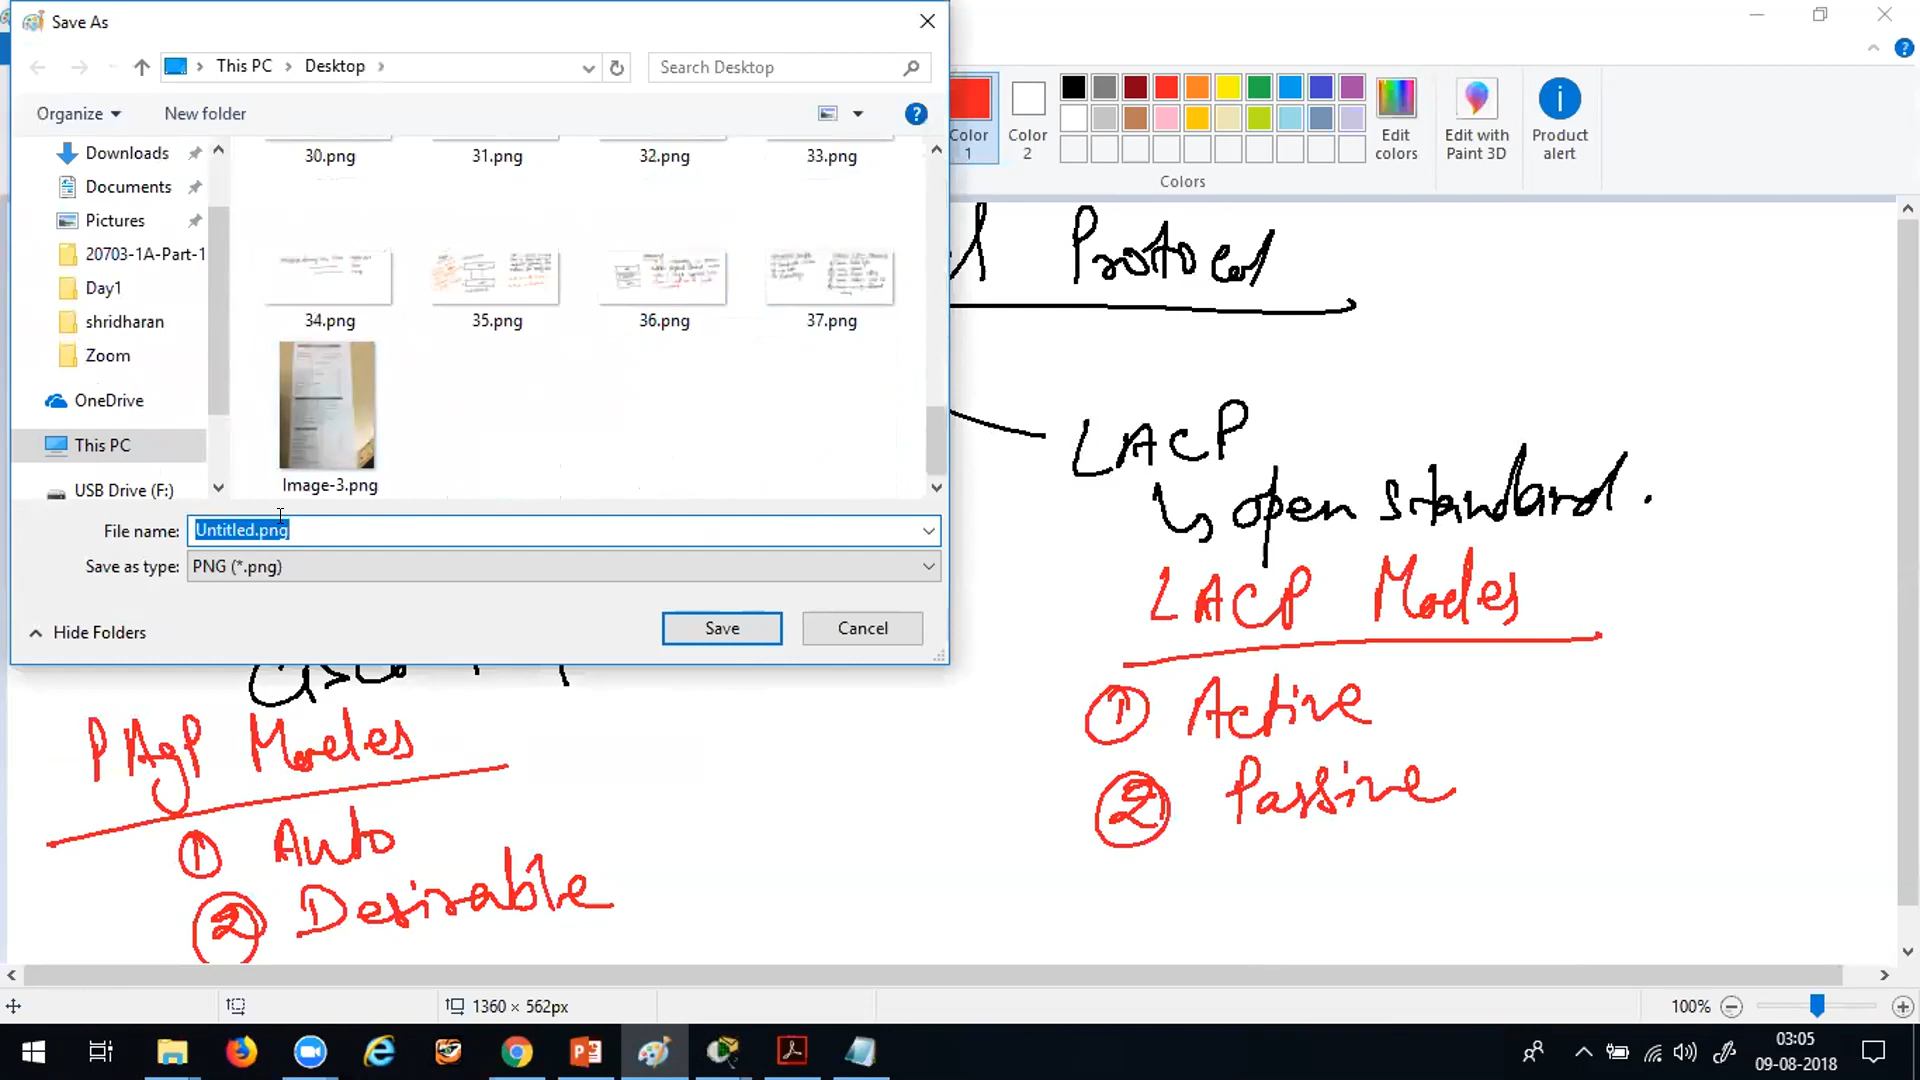 Save As
This PC > Desktop >
Search Desktop
Organize
New folder
Downloads
Documents
Pictures
20703-1A-Part-1
Day1
shridharan
Zoom
OneDrive
This PC
USB Drive (F:)
30.png
31.png
32.png
33.png
34.png
35.png
36.png
37.png
Image-3.png
File name: Untitled.png
Save as type: PNG (*.png)
Hide Folders
Save
Cancel
Color 1
Color 2
Edit colors
Edit with Paint 3D
Product alert
Colors
Protocol
LACP
open standard.
LACP Modes
① Active
② Passive
PAgP Modes
① Auto
② Desirable
1360 × 562px
100%
03:05
09-08-2018